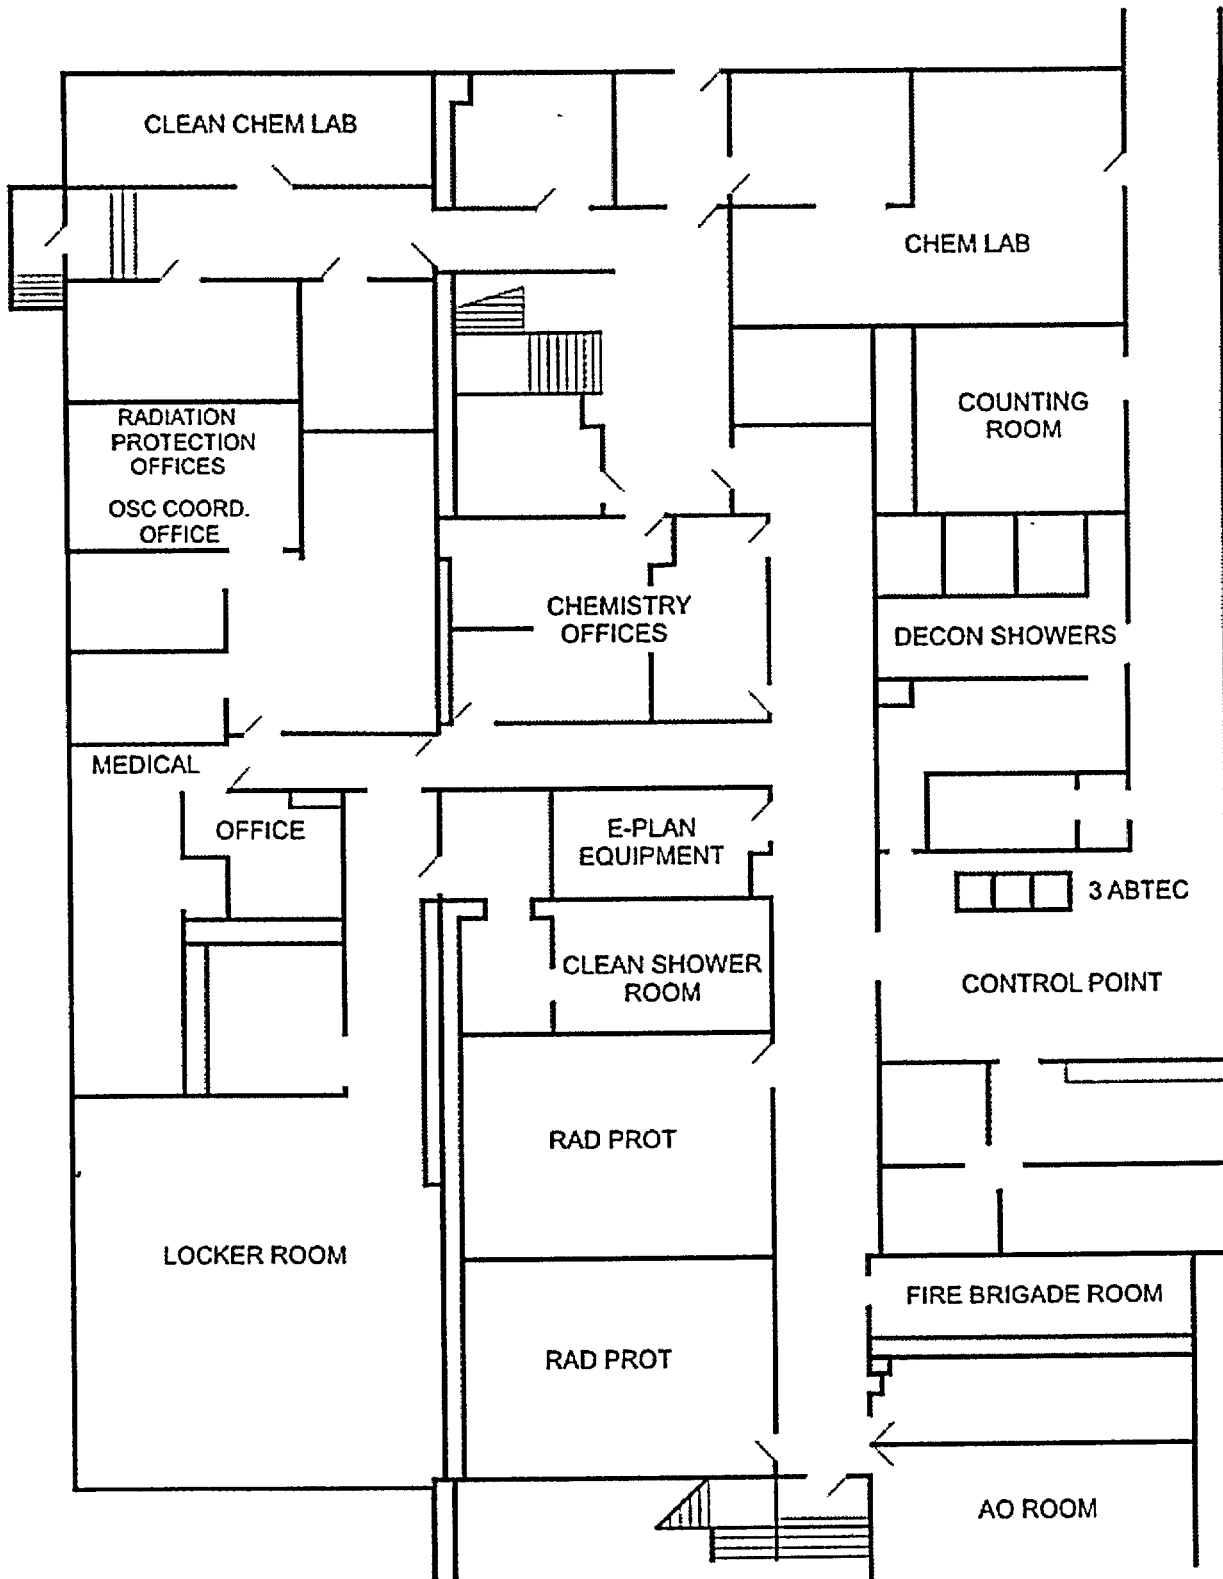 CLEAN CHEM LAB
CHEM LAB
RADIATION
PROTECTION
OFFICES
OSC COORD.
OFFICE
COUNTING
ROOM
CHEMISTRY
OFFICES
DECON SHOWERS
MEDICAL
OFFICE
E-PLAN
EQUIPMENT
3 ABTEC
CLEAN SHOWER
ROOM
CONTROL POINT
RAD PROT
LOCKER ROOM
FIRE BRIGADE ROOM
RAD PROT
AO ROOM